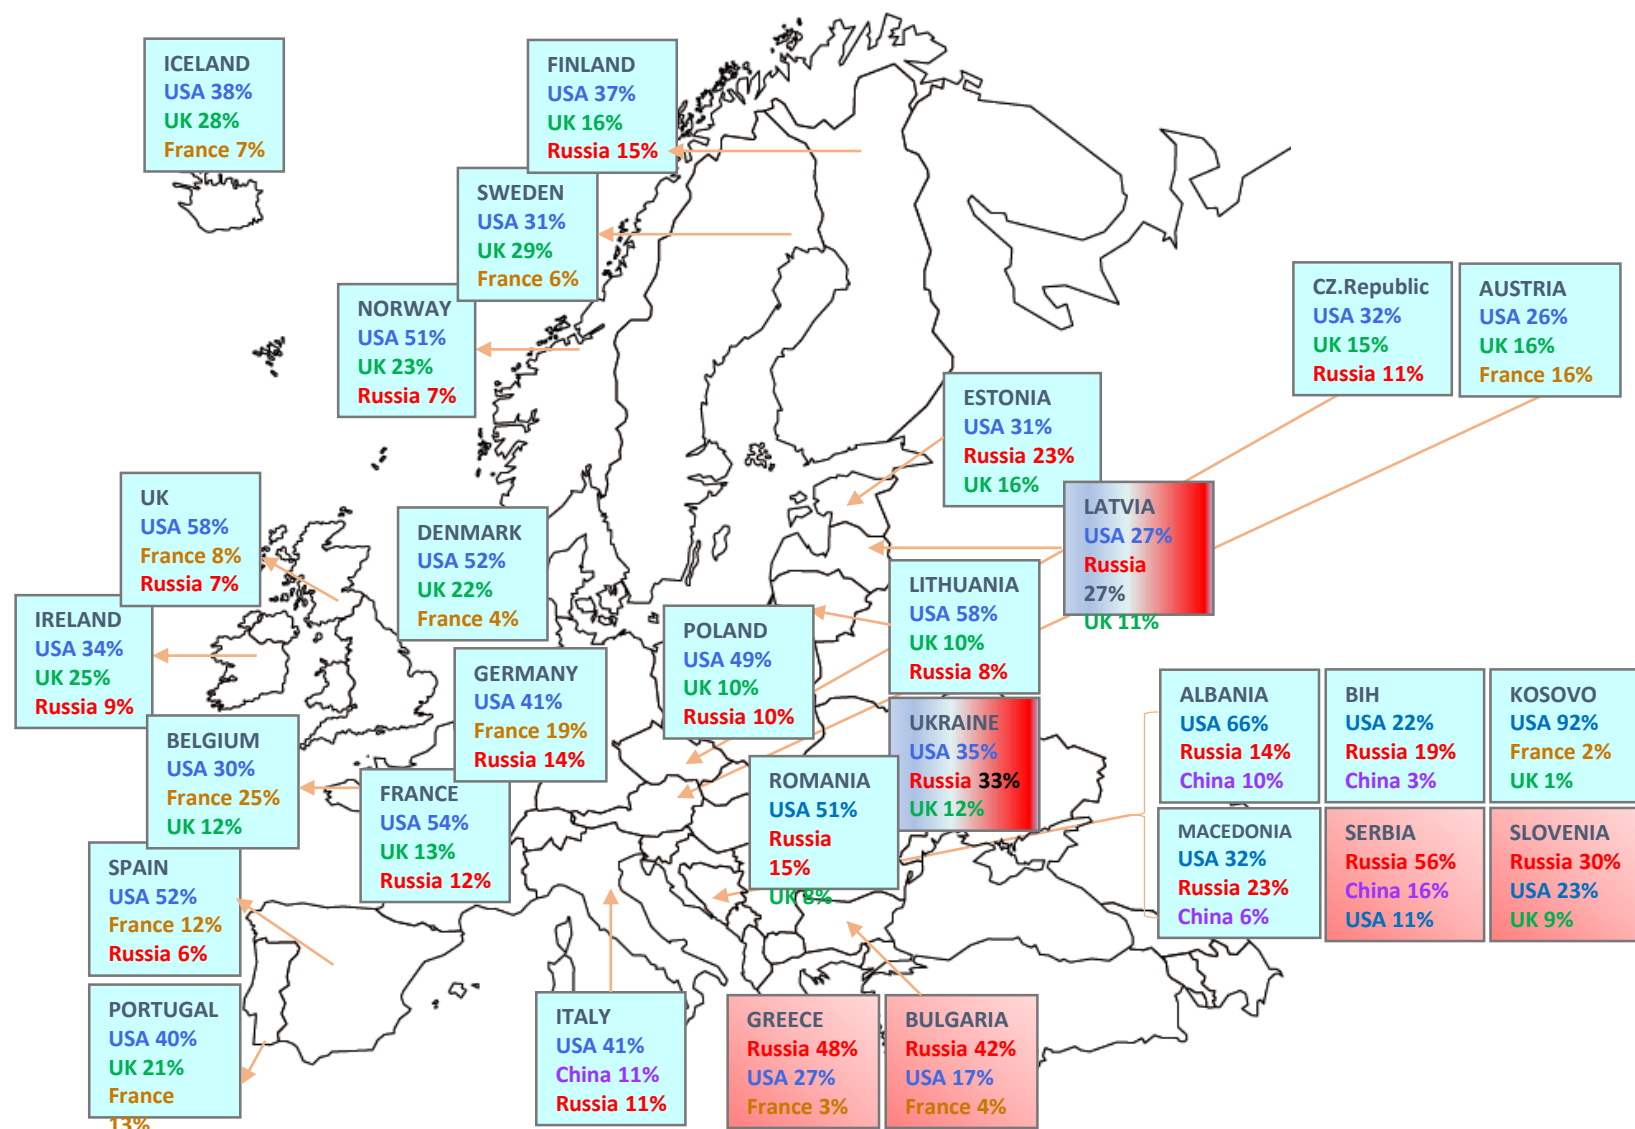 ICELAND
USA 38%
UK 28%
France 7%
FINLAND
USA 37%
UK 16%
Russia 15%
SWEDEN
USA 31%
UK 29%
France 6%
NORWAY
USA 51%
UK 23%
Russia 7%
CZ.Republic
USA 32%
UK 15%
Russia 11%
AUSTRIA
USA 26%
UK 16%
France 16%
ESTONIA
USA 31%
Russia 23%
UK 16%
LATVIA
USA 27%
Russia
27%
UK 11%
UK
USA 58%
France 8%
Russia 7%
DENMARK
USA 52%
UK 22%
France 4%
LITHUANIA
USA 58%
UK 10%
Russia 8%
IRELAND
USA 34%
UK 25%
Russia 9%
POLAND
USA 49%
UK 10%
Russia 10%
GERMANY
USA 41%
France 19%
Russia 14%
UKRAINE
USA 35%
Russia 33%
UK 12%
ALBANIA
USA 66%
Russia 14%
China 10%
BIH
USA 22%
Russia 19%
China 3%
KOSOVO
USA 92%
France 2%
UK 1%
BELGIUM
USA 30%
France 25%
UK 12%
FRANCE
USA 54%
UK 13%
Russia 12%
ROMANIA
USA 51%
Russia
15%
UK 8%
MACEDONIA
USA 32%
Russia 23%
China 6%
SERBIA
Russia 56%
China 16%
USA 11%
SLOVENIA
Russia 30%
USA 23%
UK 9%
SPAIN
USA 52%
France 12%
Russia 6%
PORTUGAL
USA 40%
UK 21%
France
13%
ITALY
USA 41%
China 11%
Russia 11%
GREECE
Russia 48%
USA 27%
France 3%
BULGARIA
Russia 42%
USA 17%
France 4%